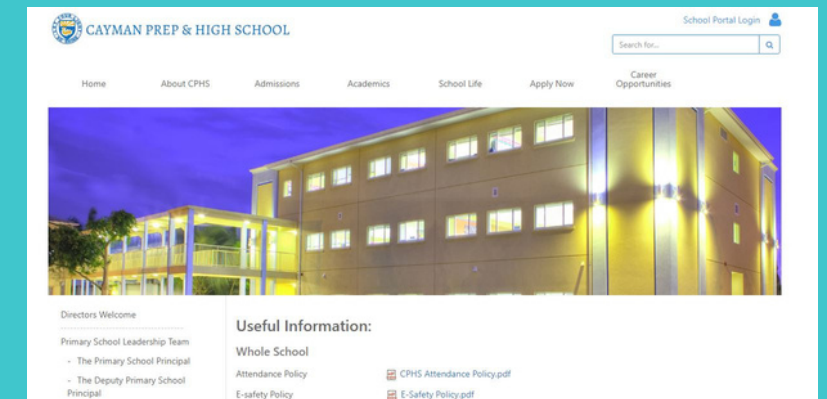 CAYMAN PREP & HIGH SCHOOL
School Portal Login
Search for...
Home
About CPHS
Admissions
Academics
School Life
Apply Now
Career
Opportunities
Directors Welcome
Primary School Leadership Team
- The Primary School Principal
- The Deputy Primary School
Principal
Useful Information:
Whole School
Attendance Policy
CPHS Attendance Policy.pdf
E-safety Policy
E-Safety Policy.pdf